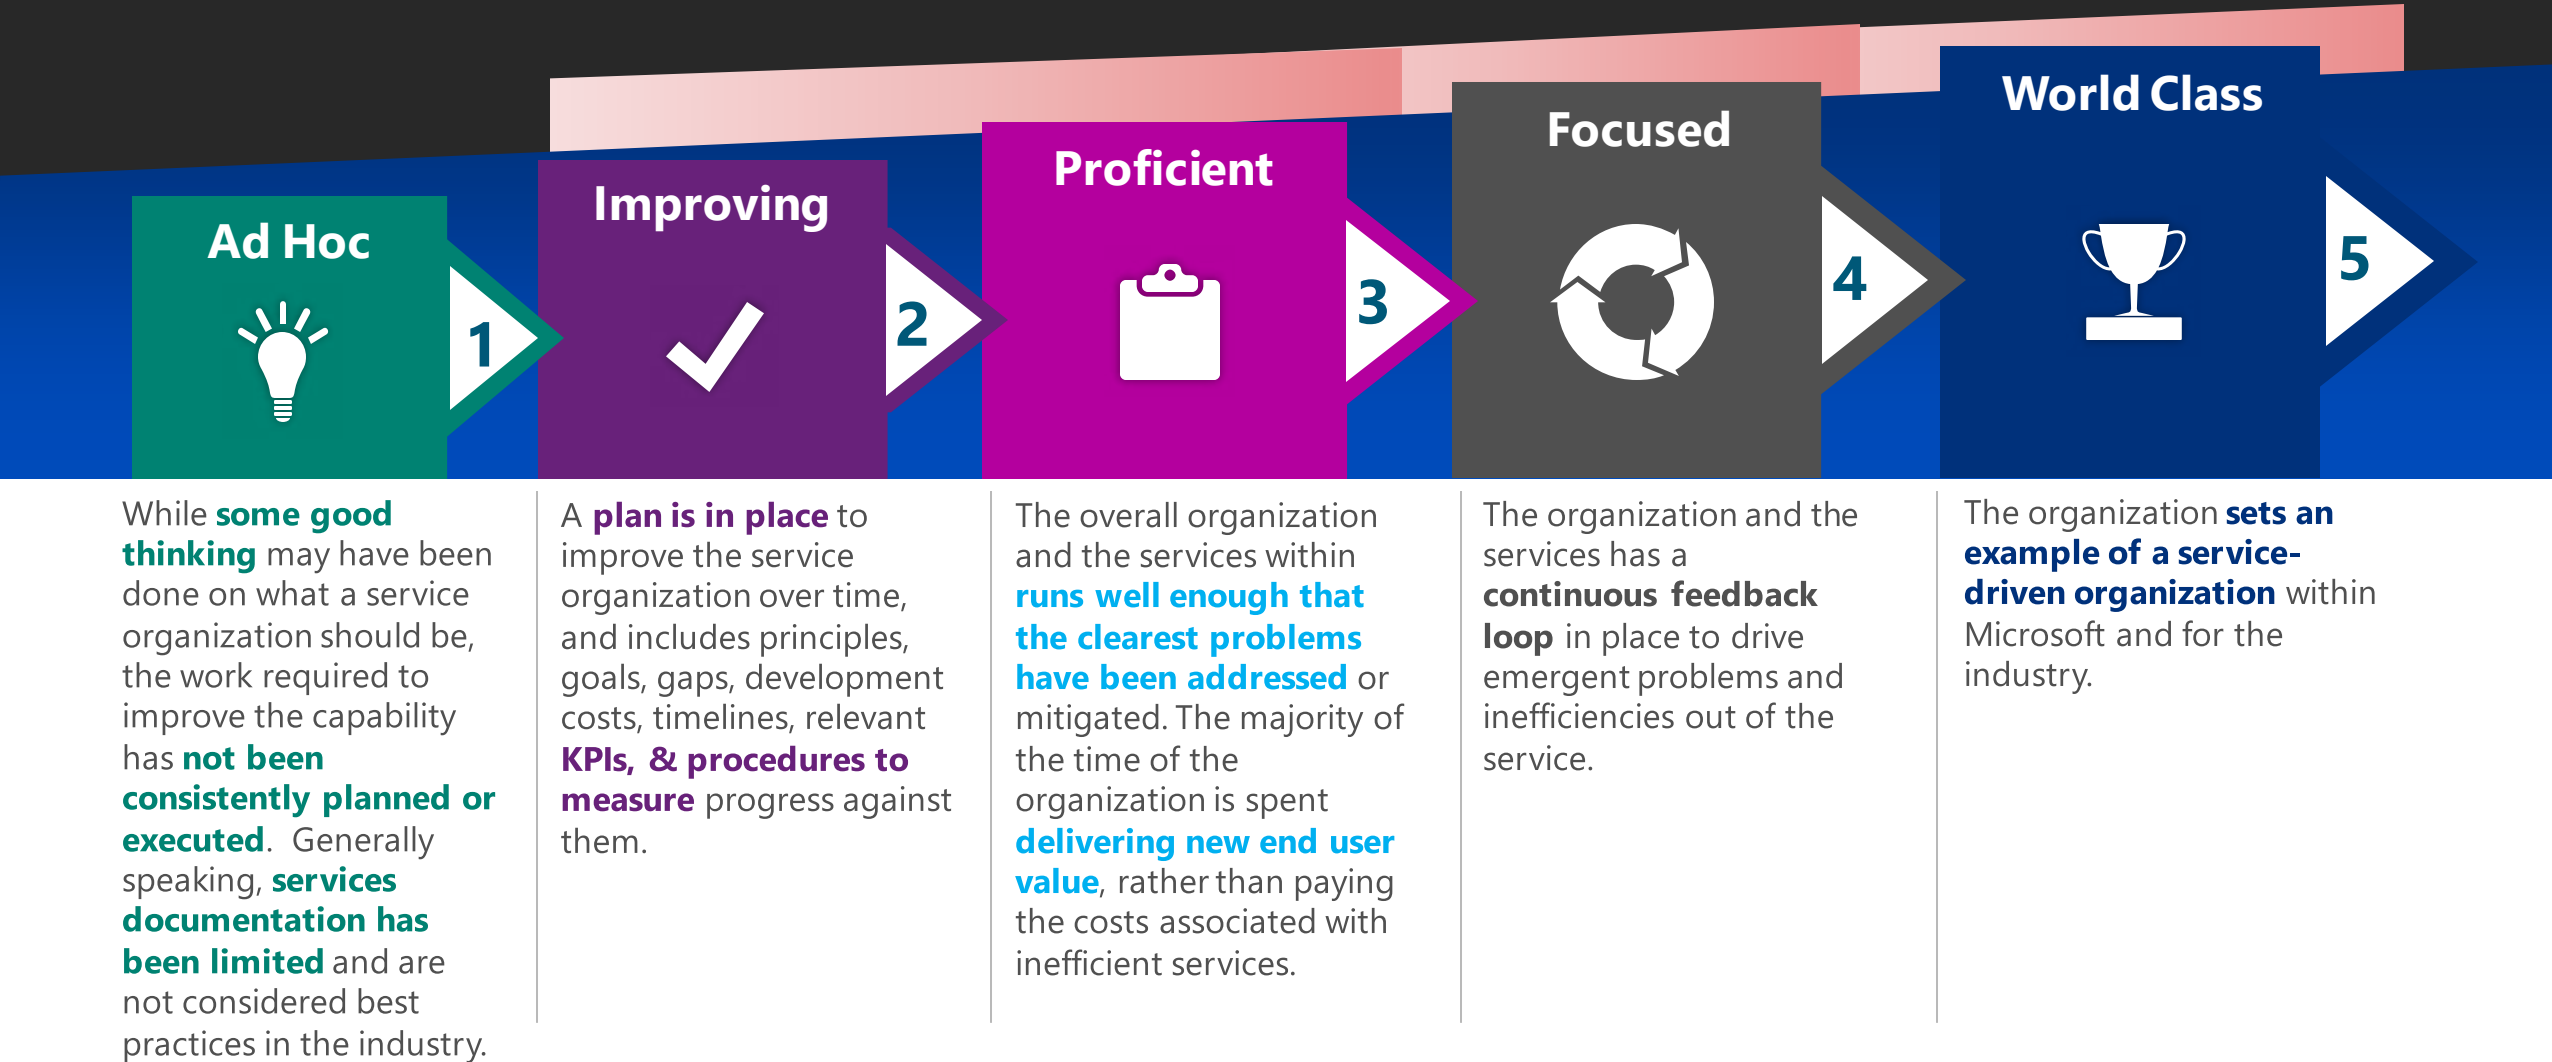 Ad Hoc
1
Improving
2
Proficient
3
Focused
4
World Class
5
While some good
thinking may have been
done on what a service
organization should be,
the work required to
improve the capability
has not been
consistently planned or
executed.  Generally
speaking, services
documentation has
been limited and are
not considered best
practices in the industry.
A plan is in place to
improve the service
organization over time,
and includes principles,
goals, gaps, development
costs, timelines, relevant
KPIs, & procedures to
measure progress against
them.
The overall organization
and the services within
runs well enough that
the clearest problems
have been addressed or
mitigated. The majority of
the time of the
organization is spent
delivering new end user
value, rather than paying
the costs associated with
inefficient services.
The organization and the
services has a
continuous feedback
loop in place to drive
emergent problems and
inefficiencies out of the
service.
The organization sets an
example of a service-
driven organization within
Microsoft and for the
industry.